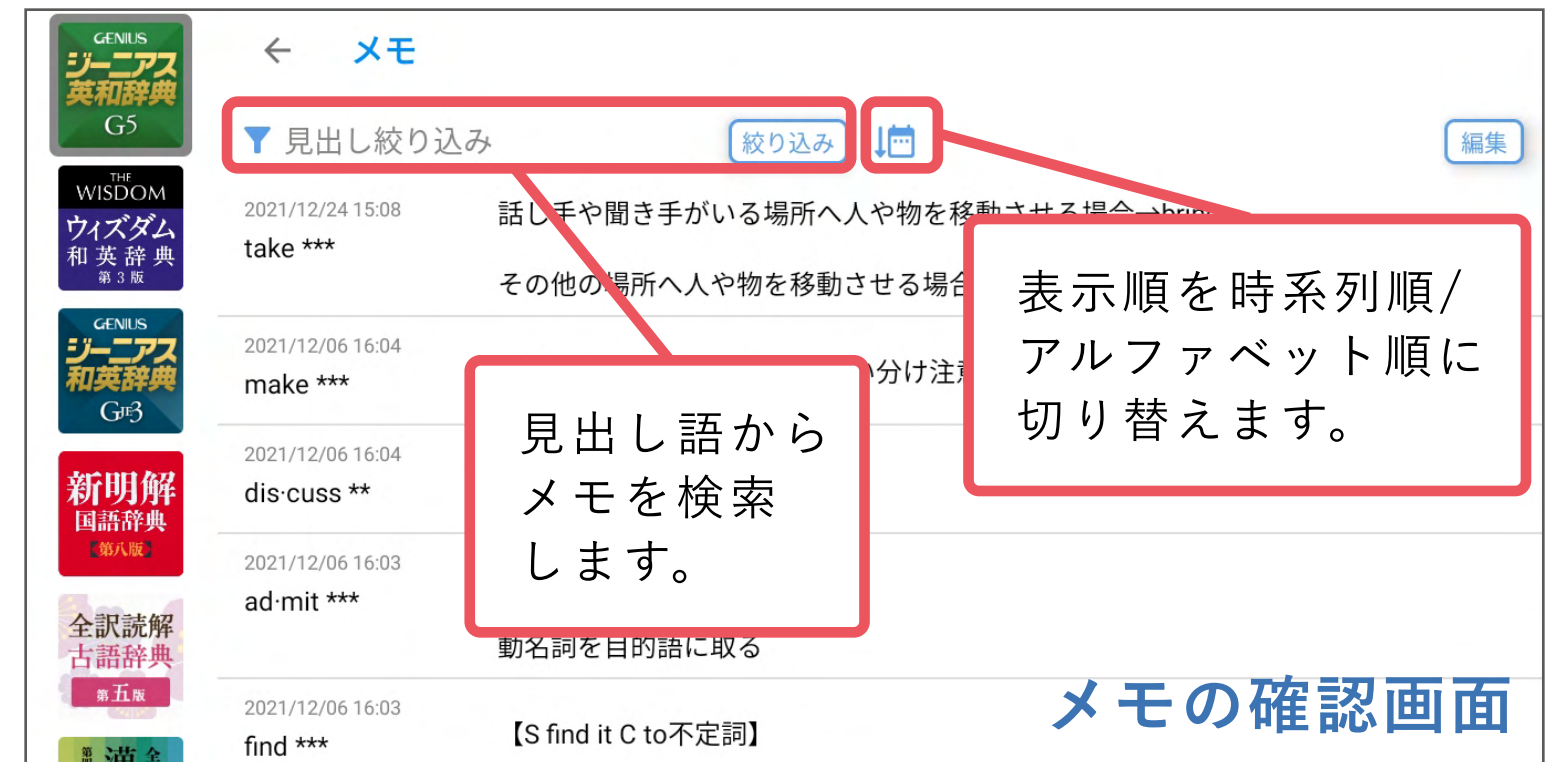 GENIUS
ジーニアス
英和辞典
G5
THE
WISDOM
ウィズダム
和英辞典
第3版
GENIUS
ジーニアス
和英辞典
GJE3
新明解
国語辞典
【第八版】
全訳読解
古語辞典
第五版
漢
全
← メモ
見出し絞り込み 絞り込み 編集
2021/12/24 15:08
take ***
話し手や聞き手がいる場所へ人や物を移動させる場合→bring
その他の場所へ人や物を移動させる場合
2021/12/06 16:04
make ***
い分け注意
2021/12/06 16:04
dis·cuss **
2021/12/06 16:03
ad·mit ***
動名詞を目的語に取る
2021/12/06 16:03
find ***
【S find it C to不定詞】
見出し語から
メモを検索
します。
表示順を時系列順/
アルファベット順に
切り替えます。
メモの確認画面